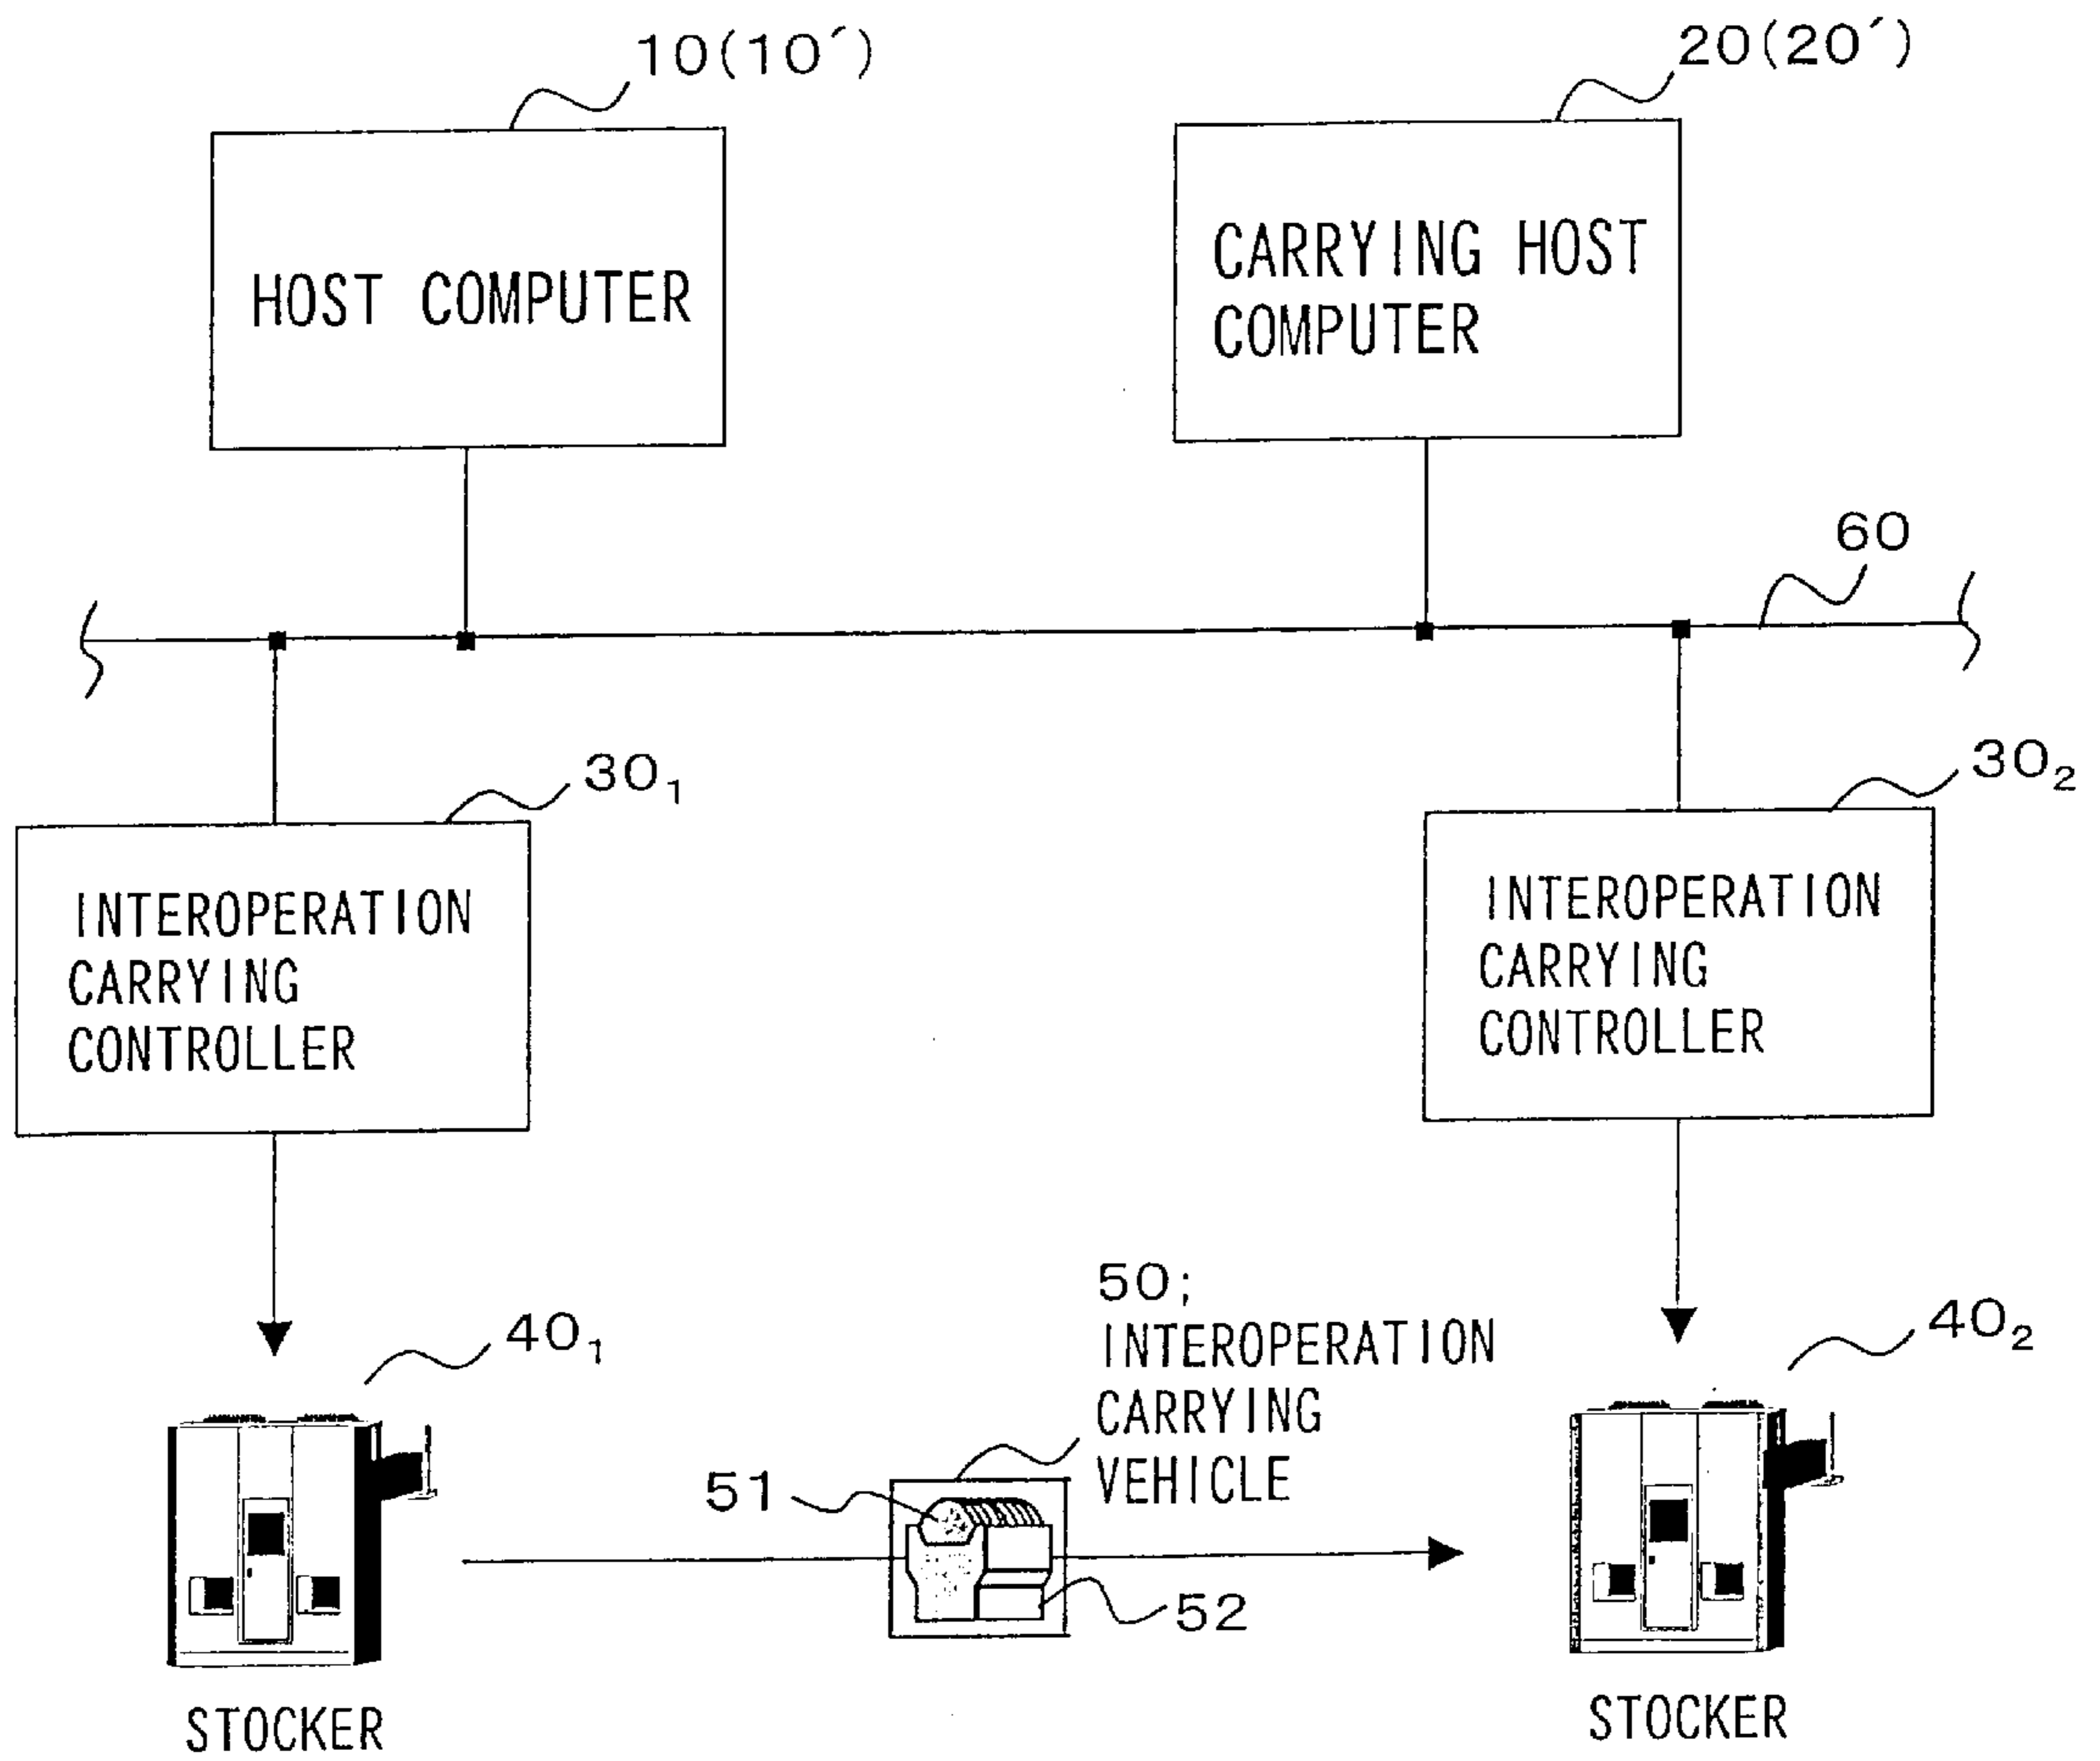 10(10´)
20(20´)
HOST COMPUTER
CARRYING HOST
COMPUTER
60
30₁
30₂
INTEROPERATION
CARRYING
CONTROLLER
INTEROPERATION
CARRYING
CONTROLLER
40₁
50;
INTEROPERATION
CARRYING
VEHICLE
40₂
51
52
STOCKER
STOCKER